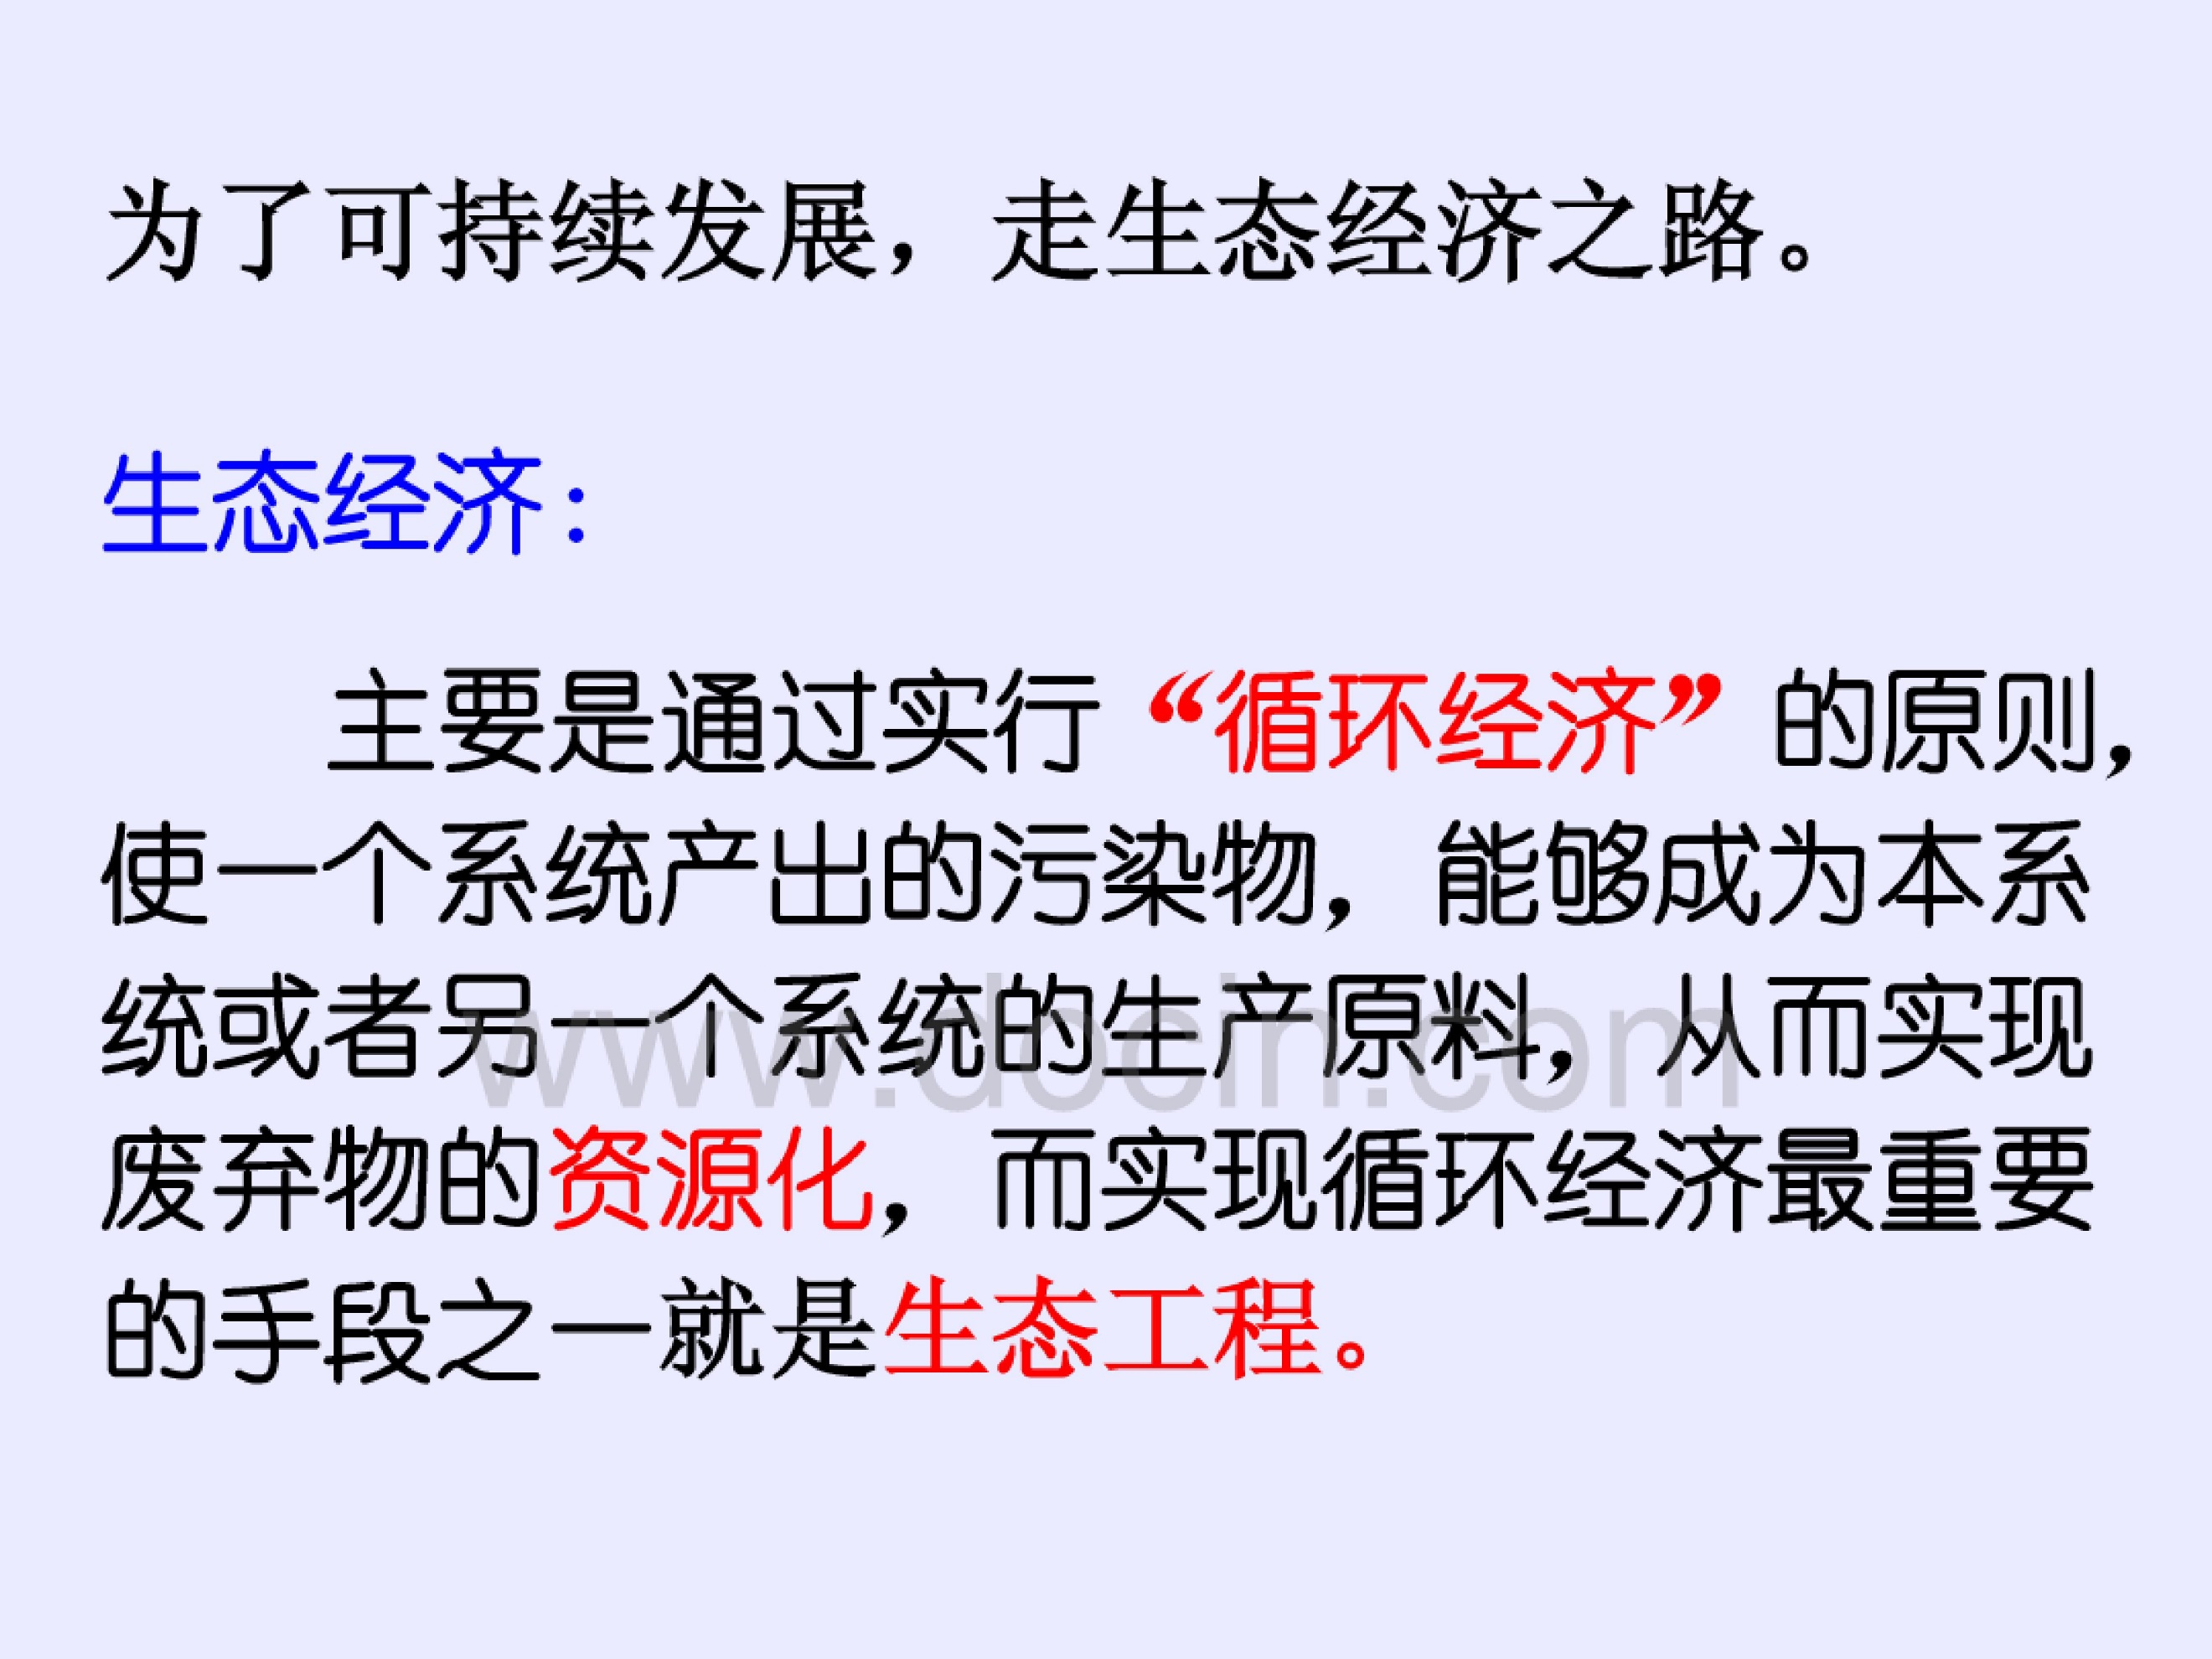 为了可持续发展，走生态经济之路。
生态经济：
主要是通过实行“循环经济”的原则，
使一个系统产出的污染物，能够成为本系
统或者另一个系统的生产原料，从而实现
废弃物的资源化，而实现循环经济最重要
的手段之一就是生态工程。
www.docin.com